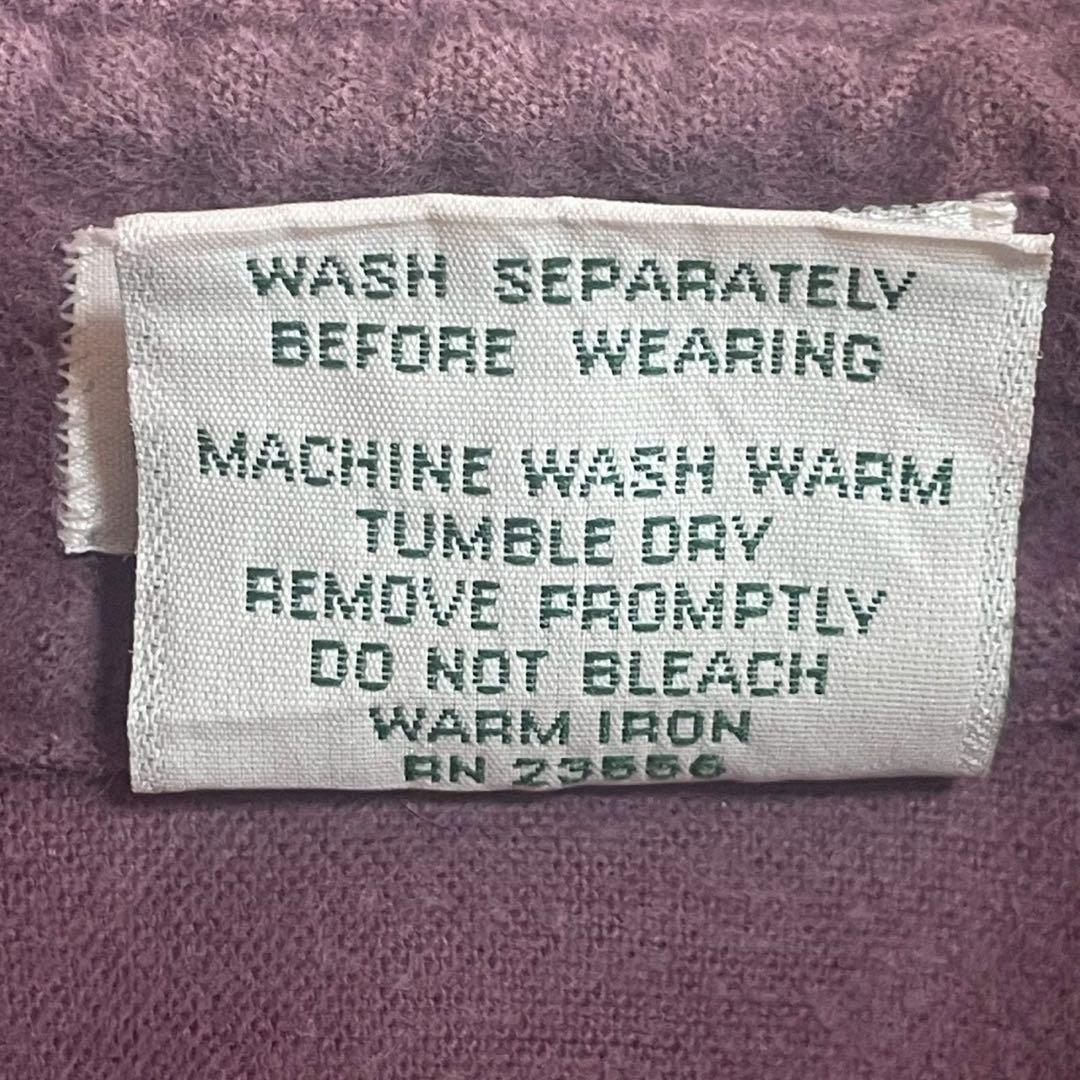 WASH SEPARATELY
BEFORE WEARING
MACHINE WASH WARM
TUMBLE DRY
REMOVE PROMPTLY
DO NOT BLEACH
WARM IRON
RN 23556